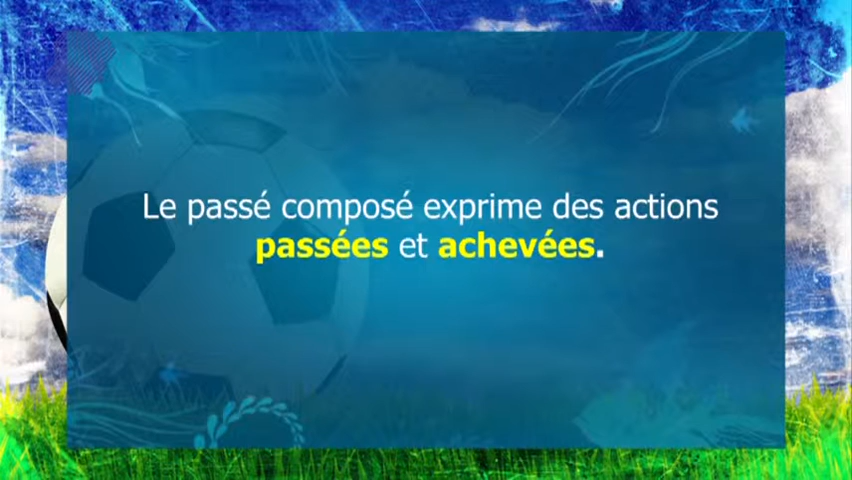 Le passé composé exprime des actions
passées et achevées.